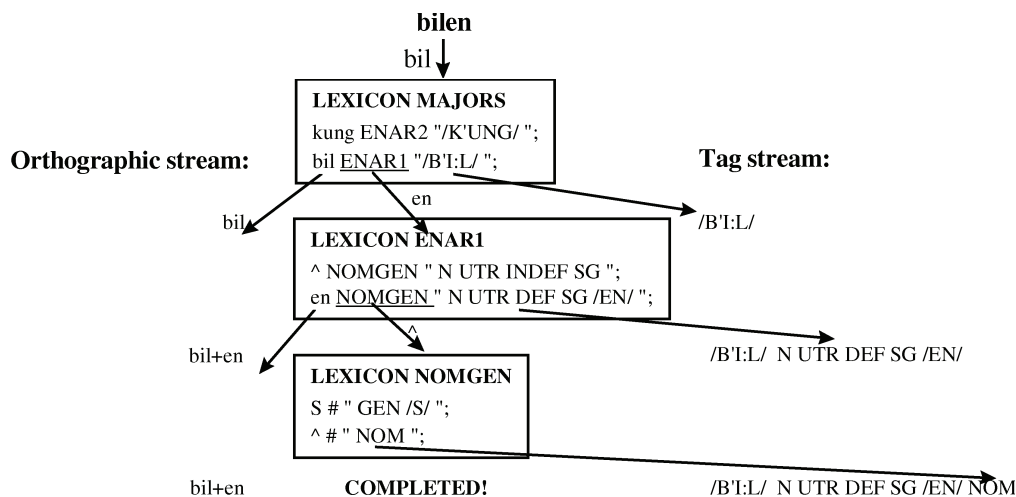 bilen
bil
LEXICON MAJORS
kung ENAR2 "/K'UNG/ ";
Orthographic stream:
bil ENAR1 "/B'I:L/ ";
Tag stream:
en
bil
/B'I:L/
LEXICON ENAR1
^ NOMGEN " N UTR INDEF SG ";
en NOMGEN " N UTR DEF SG /EN/ ";
^
bil+en
/B'I:L/ N UTR DEF SG /EN/
LEXICON NOMGEN
S # " GEN /S/ ";
^ # " NOM ";
bil+en
COMPLETED!
/B'I:L/ N UTR DEF SG /EN/ NOM